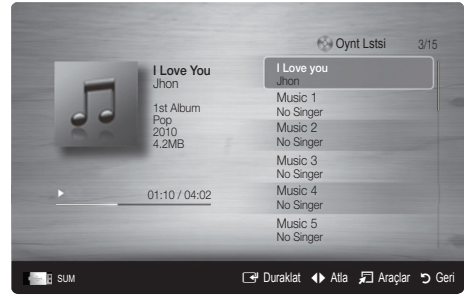 Oynt Lstsi 3/15
I Love You
Jhon
1st Album
Pop
2010
4.2MB
01:10 / 04:02
I Love you
Jhon
Music 1
No Singer
Music 2
No Singer
Music 3
No Singer
Music 4
No Singer
Music 5
No Singer
SUM Duraklat Atla Araçlar Geri